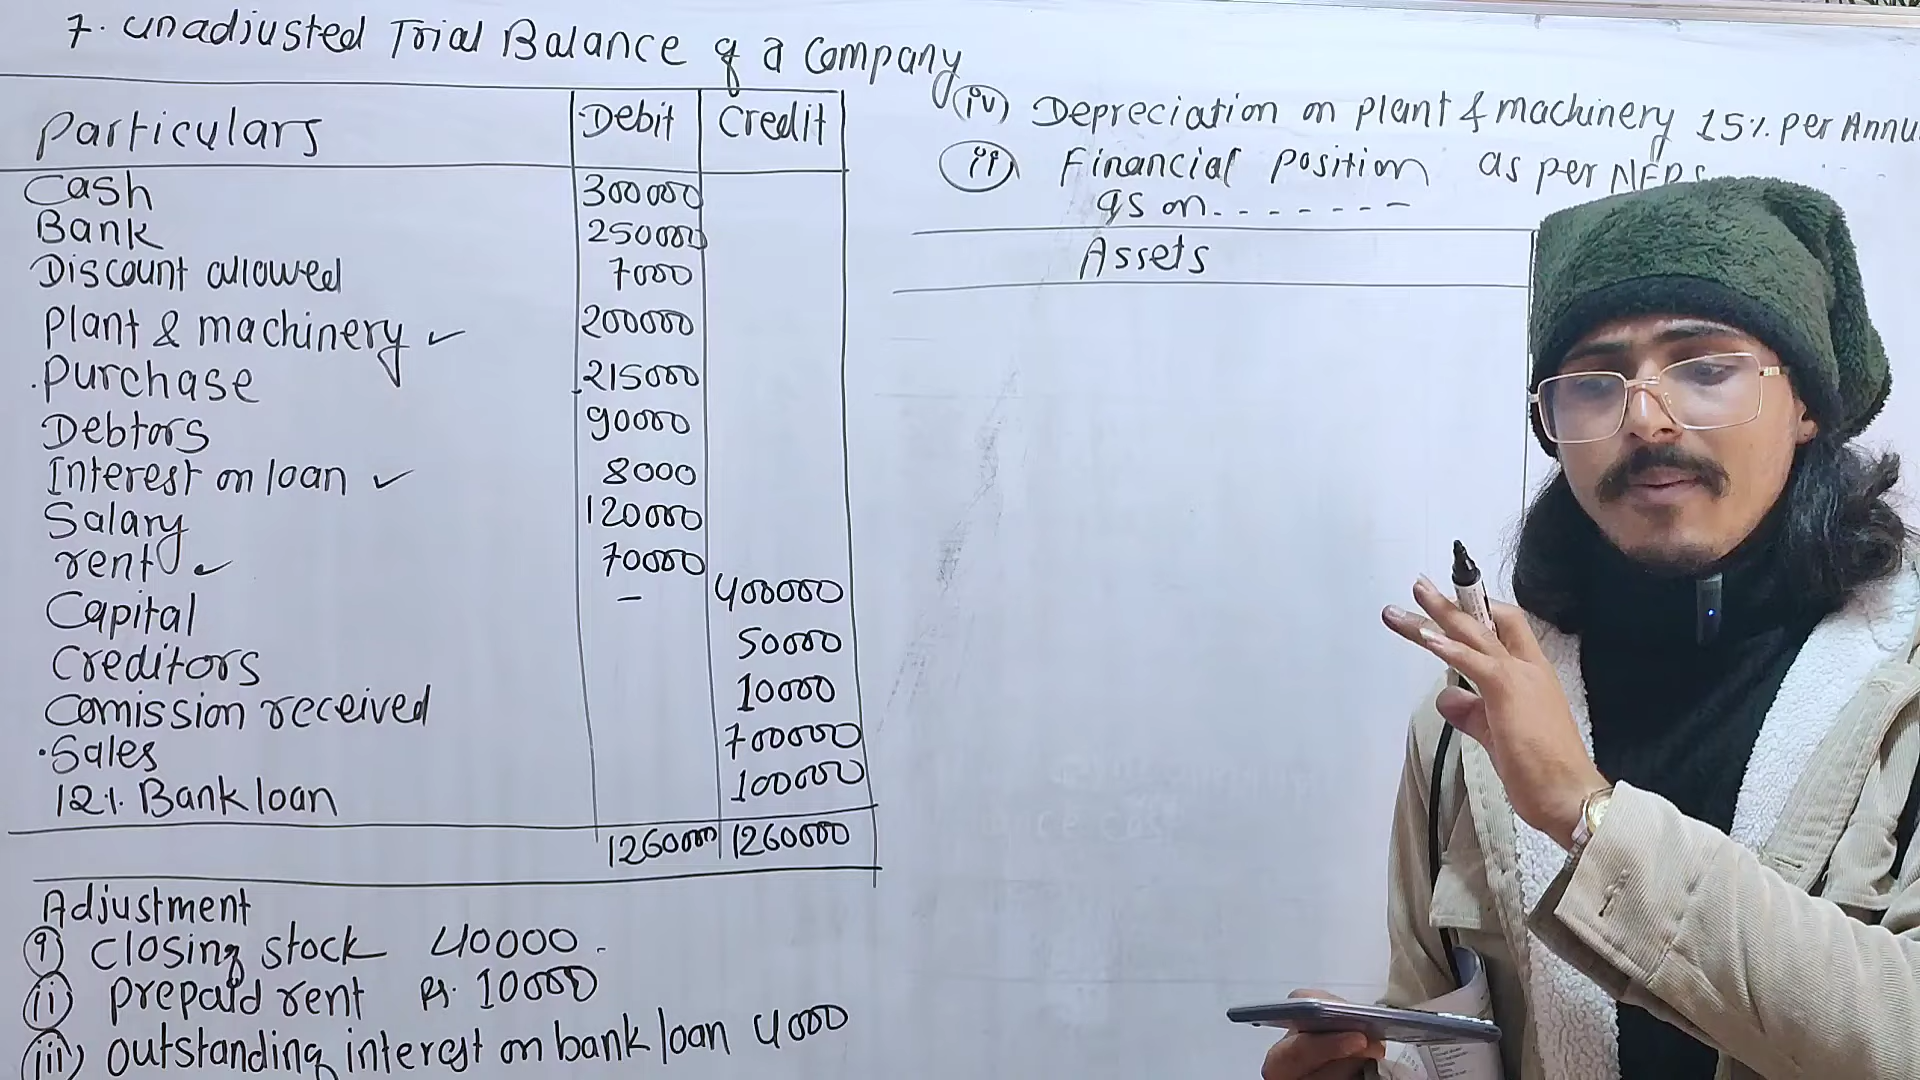 7. unadjusted Trial Balance of a Company
Particulars Debit Credit
Cash 300000
Bank 250000
Discount allowed 7000
Plant & machinery ✓ 200000
Purchase 215000
Debtors 90000
Interest on loan ✓ 8000
Salary 120000
rent ✓ 70000
Capital - 400000
Creditors 50000
Comission received 10000
Sales 700000
12% Bank loan 100000
1260000 1260000
Adjustment
(i) closing stock 40000
(ii) prepaid rent Rs. 10000
(iii) outstanding interest on bank loan 4000
(iv) Depreciation on plant & machinery 15% per Annu
(ii) Financial position as per NFRS
as on - - - - - - -
Assets